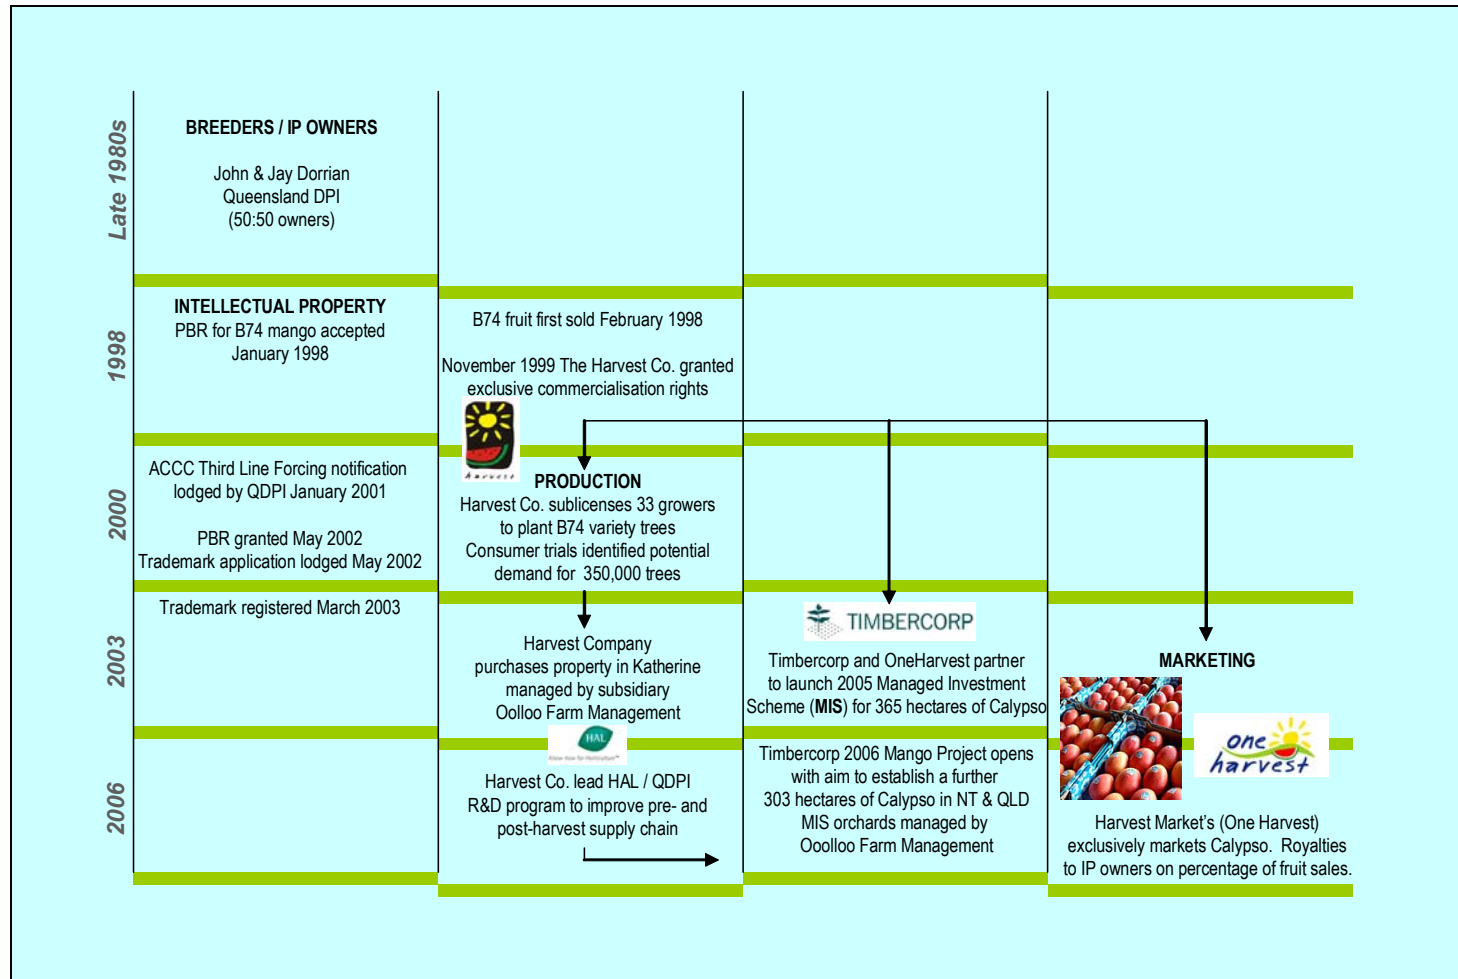 Late 1980s
BREEDERS / IP OWNERS
John & Jay Dorrian
Queensland DPI
(50:50 owners)
1998
INTELLECTUAL PROPERTY
PBR for B74 mango accepted
January 1998
B74 fruit first sold February 1998
November 1999 The Harvest Co. granted
exclusive commercialisation rights
harvest
2000
ACCC Third Line Forcing notification
lodged by QDPI January 2001
PBR granted May 2002
Trademark application lodged May 2002
PRODUCTION
Harvest Co. sublicenses 33 growers
to plant B74 variety trees
Consumer trials identified potential
demand for 350,000 trees
2003
Trademark registered March 2003
Harvest Company
purchases property in Katherine
managed by subsidiary
Oolloo Farm Management
TIMBERCORP
Timbercorp and OneHarvest partner
to launch 2005 Managed Investment
Scheme (MIS) for 365 hectares of Calypso
MARKETING
one
harvest
2006
HAL
Know-how for Horticulture™
Harvest Co. lead HAL / QDPI
R&D program to improve pre- and
post-harvest supply chain
Timbercorp 2006 Mango Project opens
with aim to establish a further
303 hectares of Calypso in NT & QLD
MIS orchards managed by
Ooolloo Farm Management
Harvest Market's (One Harvest)
exclusively markets Calypso. Royalties
to IP owners on percentage of fruit sales.